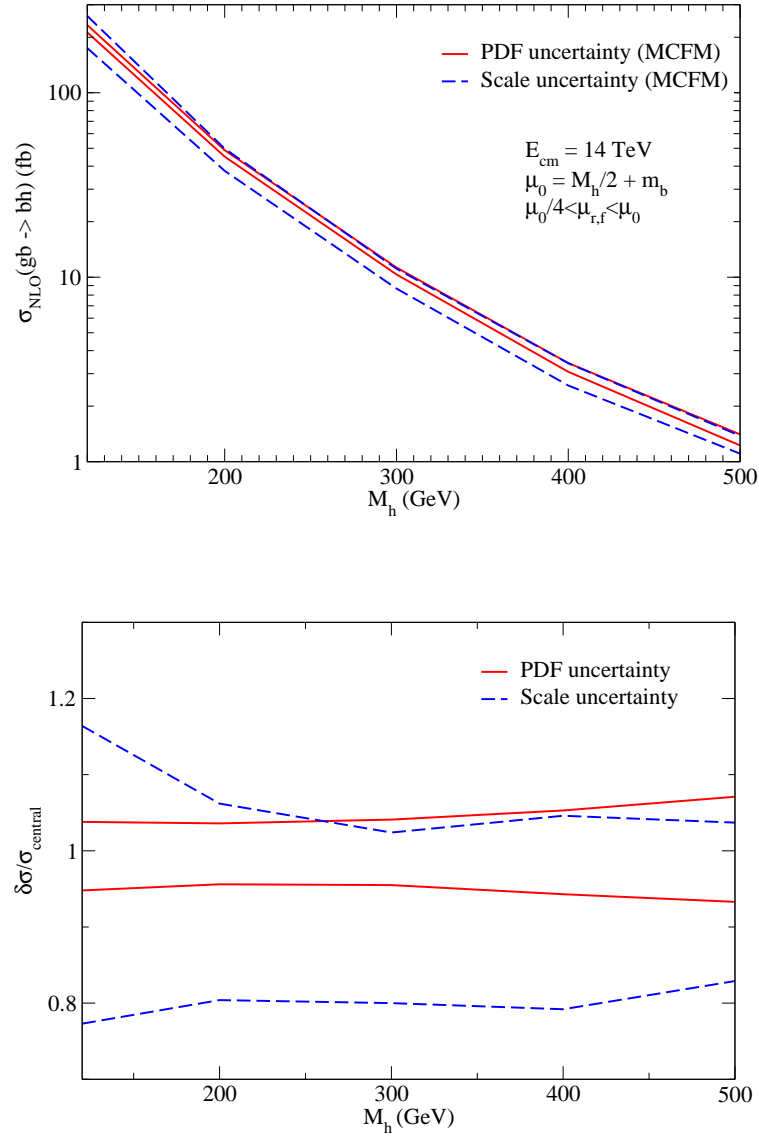 PDF uncertainty (MCFM)
Scale uncertainty (MCFM)
E_cm = 14 TeV
μ_0 = M_h/2 + m_b
μ_0/4<μ_r,f<μ_0
σ_NLO(gb -> bh) (fb)
100
10
1
200
300
400
500
M_h (GeV)
PDF uncertainty
Scale uncertainty
δσ/σ_central
1.2
1
0.8
200
300
400
500
M_h (GeV)